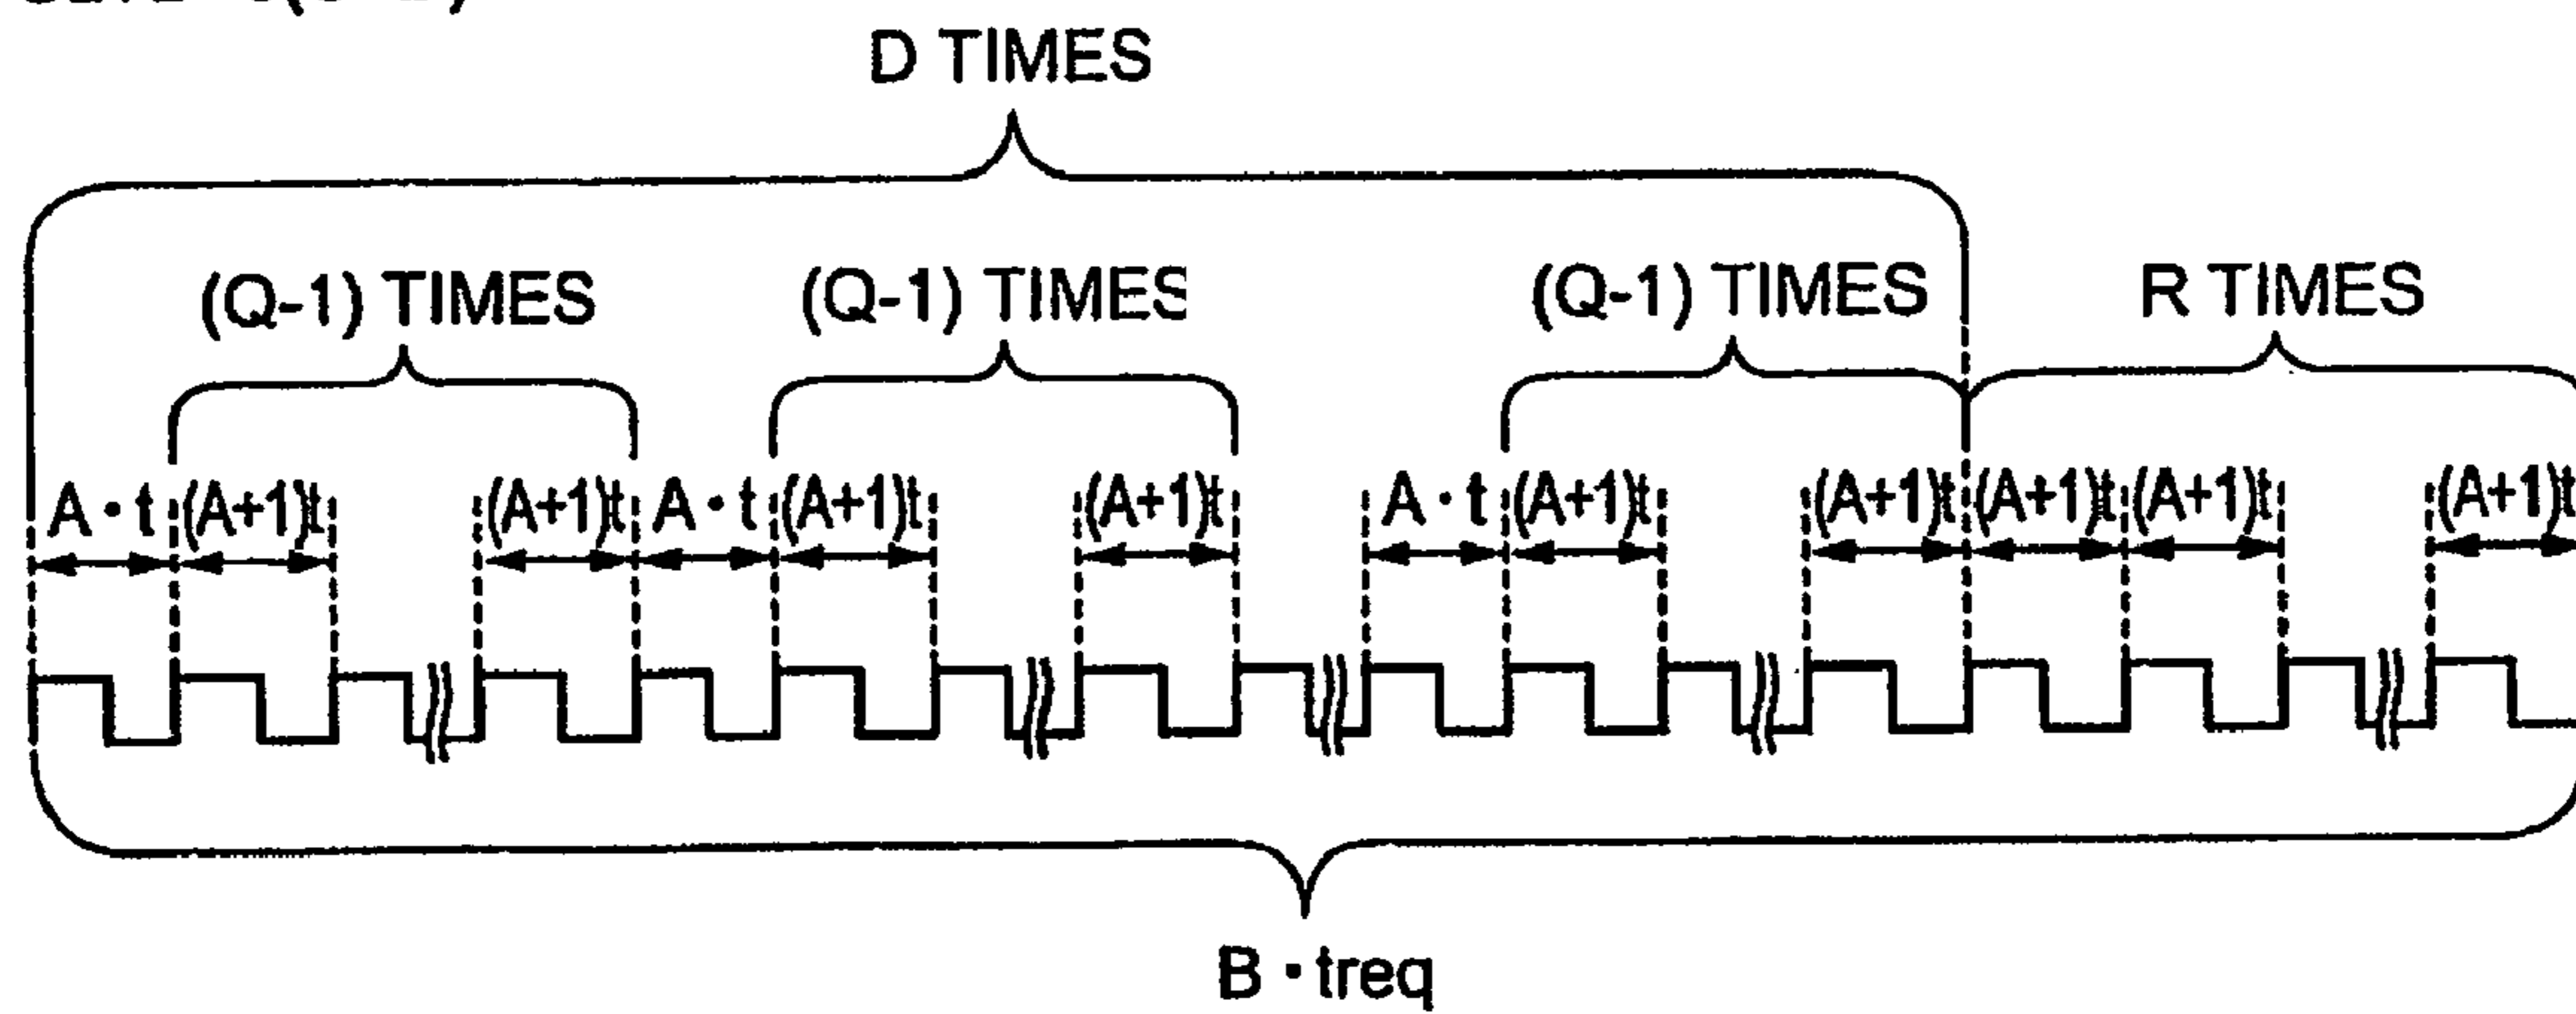 D TIMES
(Q-1) TIMES (Q-1) TIMES (Q-1) TIMES R TIMES
A・t (A+1)t (A+1)t A・t (A+1)t (A+1)t A・t (A+1)t (A+1)t (A+1)t (A+1)t (A+1)t
B・treq